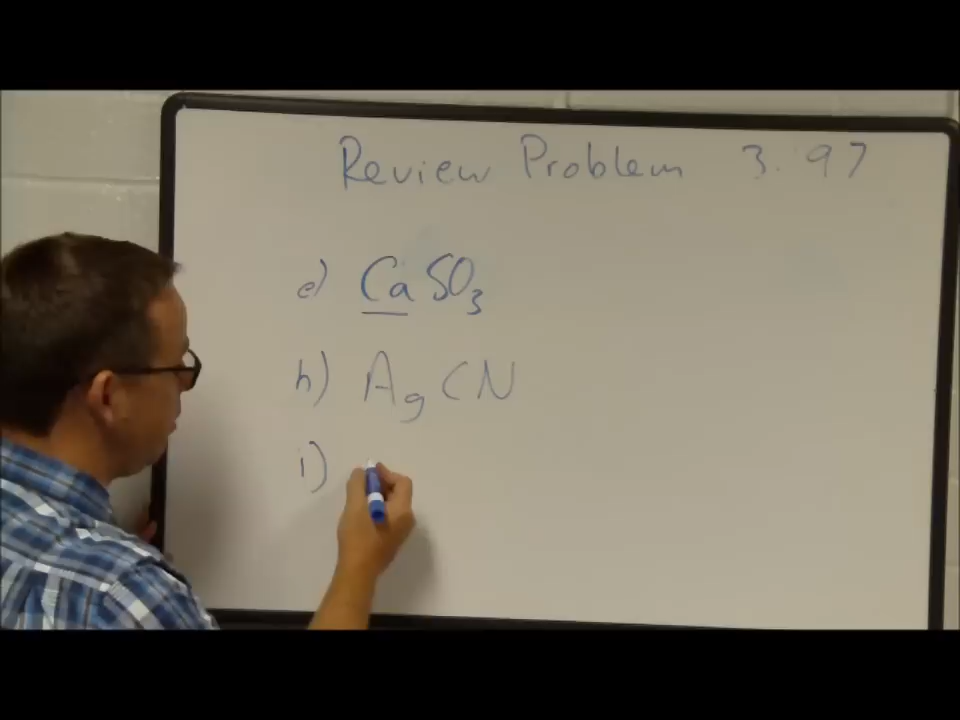 Review Problem 3.97
e) CaSO₃
h) AgCN
i)